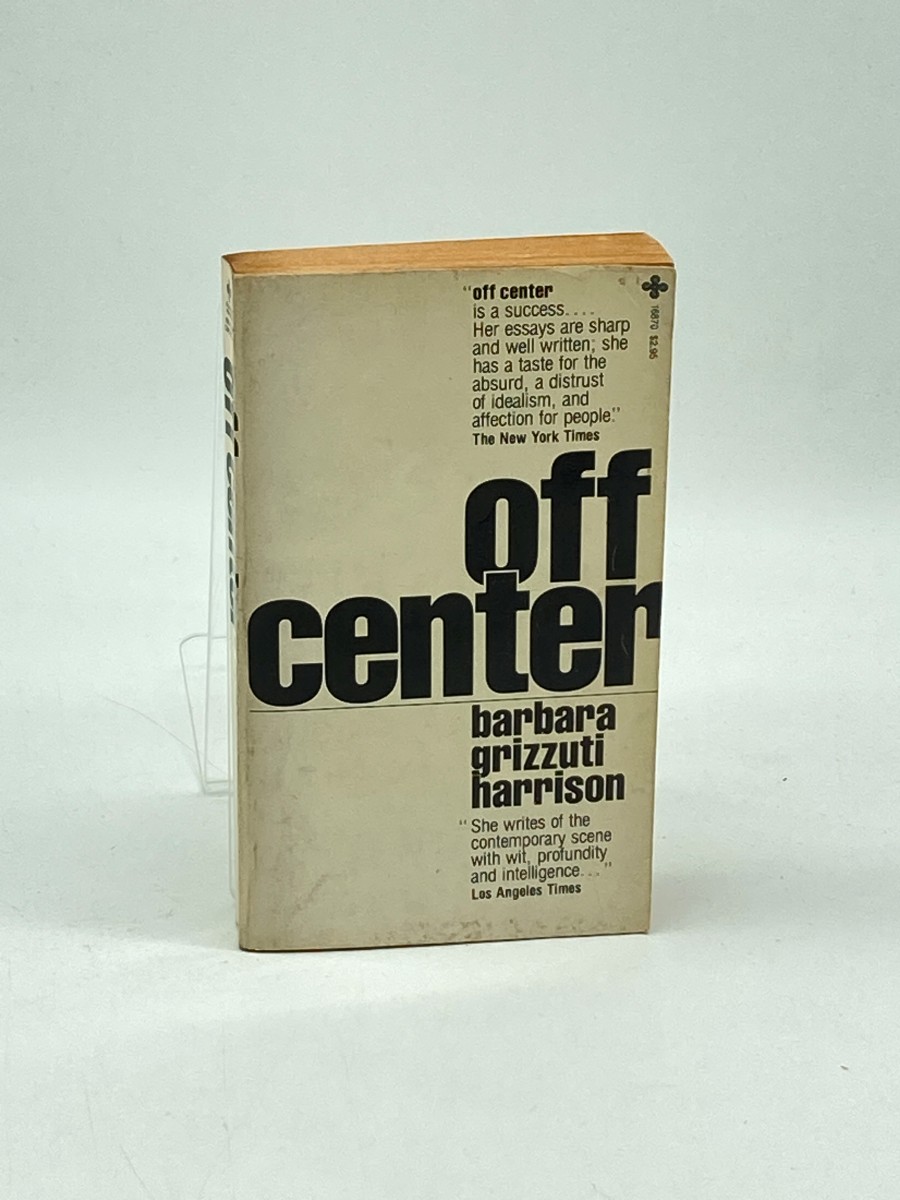 “off center
is a success....
Her essays are sharp
and well written; she
has a taste for the
absurd, a distrust
of idealism, and
affection for people.”
The New York Times
16870 $2.95
off
center
barbara
grizzuti
harrison
“She writes of the
contemporary scene
with wit, profundity
and intelligence...”
Los Angeles Times
off center